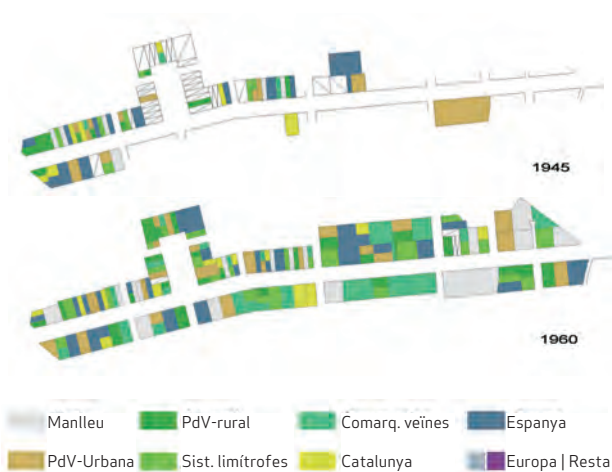 1945
1960
Manlleu PdV-rural Comarq. veïnes Espanya
PdV-Urbana Sist. limítrofes Catalunya Europa | Resta